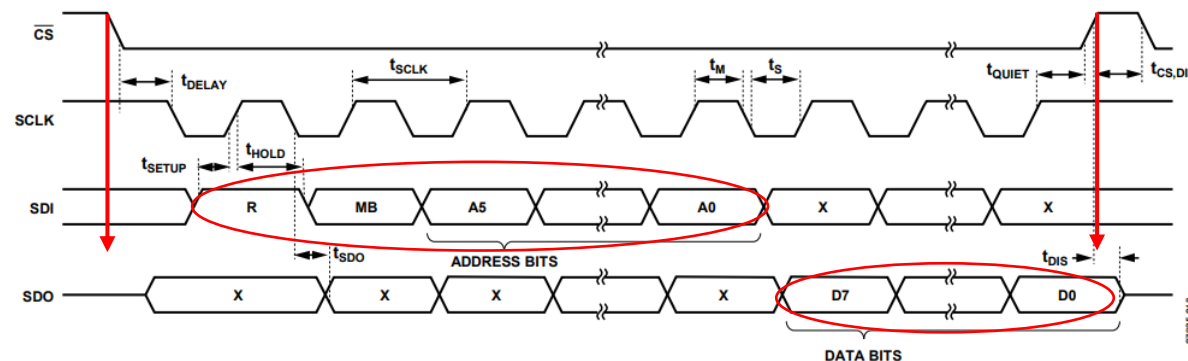 CS
tDELAY
tSCLK
tM
tS
tQUIET
tCS,DI
SCLK
tSETUP
tHOLD
SDI
R
MB
A5
A0
X
X
ADDRESS BITS
tSDO
tDIS
SDO
X
X
X
X
D7
D0
DATA BITS